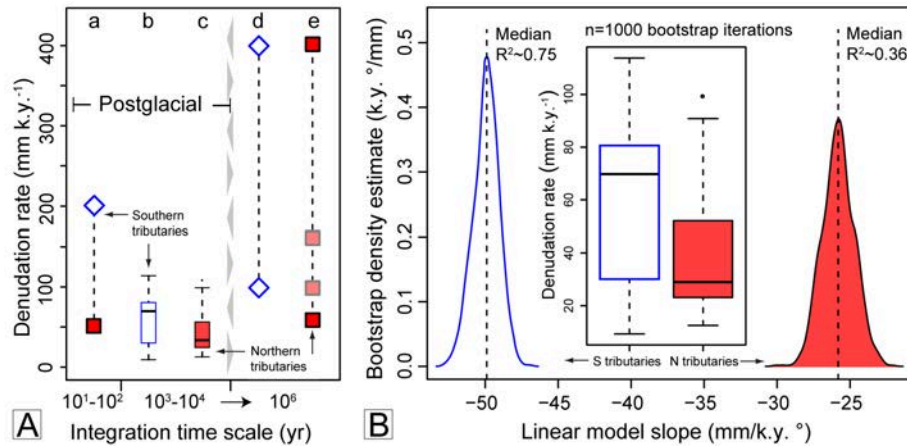 a b c d e
400
300
200
100
0
Denudation rate (mm k.y.⁻¹)
Postglacial
Southern
tributaries
Northern
tributaries
10¹-10² 10³-10⁴ 10⁶
Integration time scale (yr)
A
Median
R²~0.75
n=1000 bootstrap iterations
Median
R²~0.36
0.5
0.4
0.3
0.2
0.1
0.0
Bootstrap density estimate (k.y. °/mm)
100
80
60
40
20
Denudation rate (mm k.y.⁻¹)
S tributaries N tributaries
−50 −45 −40 −35 −30 −25
Linear model slope (mm/k.y. °)
B